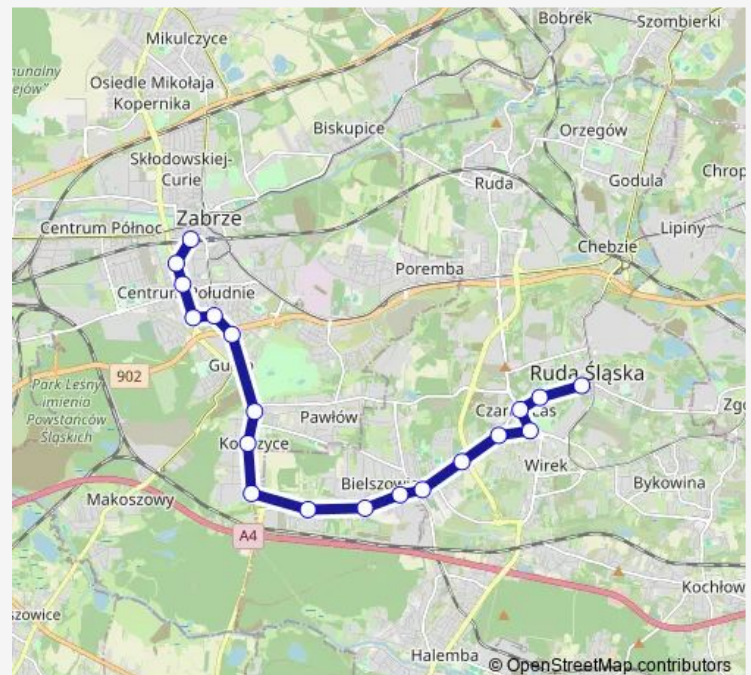 Bobrek
Szombierki
Mikulczyce
Osiedle Mikołaja
Kopernika
Biskupice
Orzegów
Skłodowskiej-
Curie
Ruda
Godula
Zabrze
Centrum Północ
Lipiny
Chebzie
Poremba
Centrum Południe
902
Ruda Śląska
Park Leśny
imienia
Powstańców
Śląskich
Pawłów
Wirek
Bielszowice
Bykowina
Makoszowy
A4
Halemba
© OpenStreetMap contributors